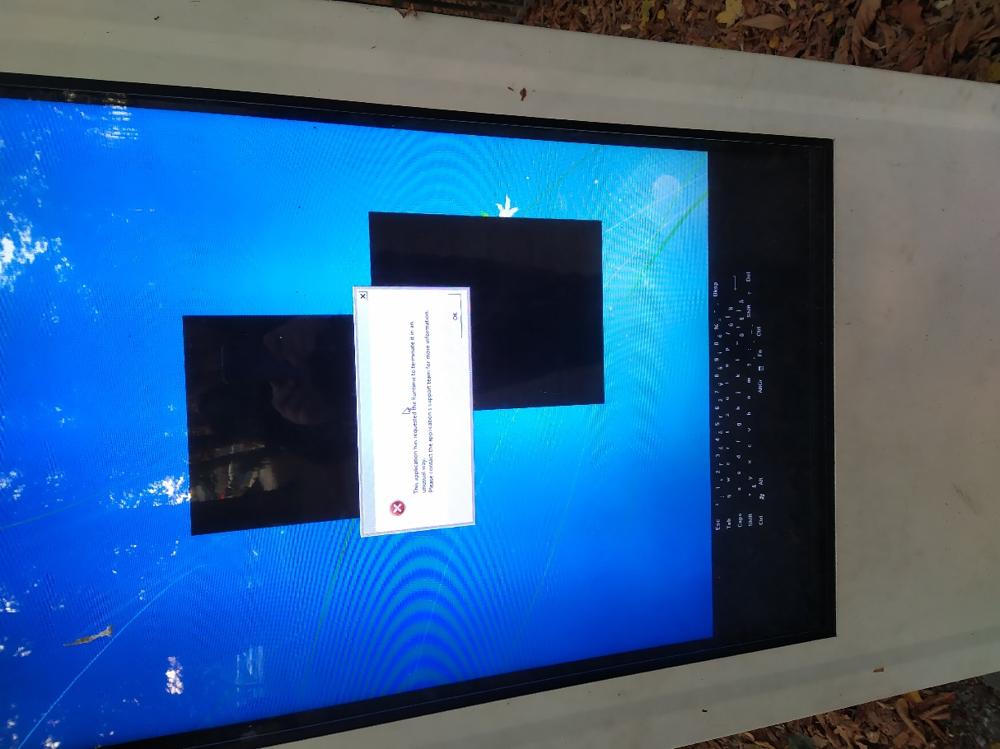 This application has requested the Runtime to terminate it in an
unusual way.
Please contact the application's support team for more information.
OK
Esc 1 2 3 4 5 6 7 8 9 0 Bksp
Tab q w e r t z u i o p
Caps a s d f g h j k l
Shift y x c v b n m Shift Del
Ctrl Alt AltGr Fn Ctrl